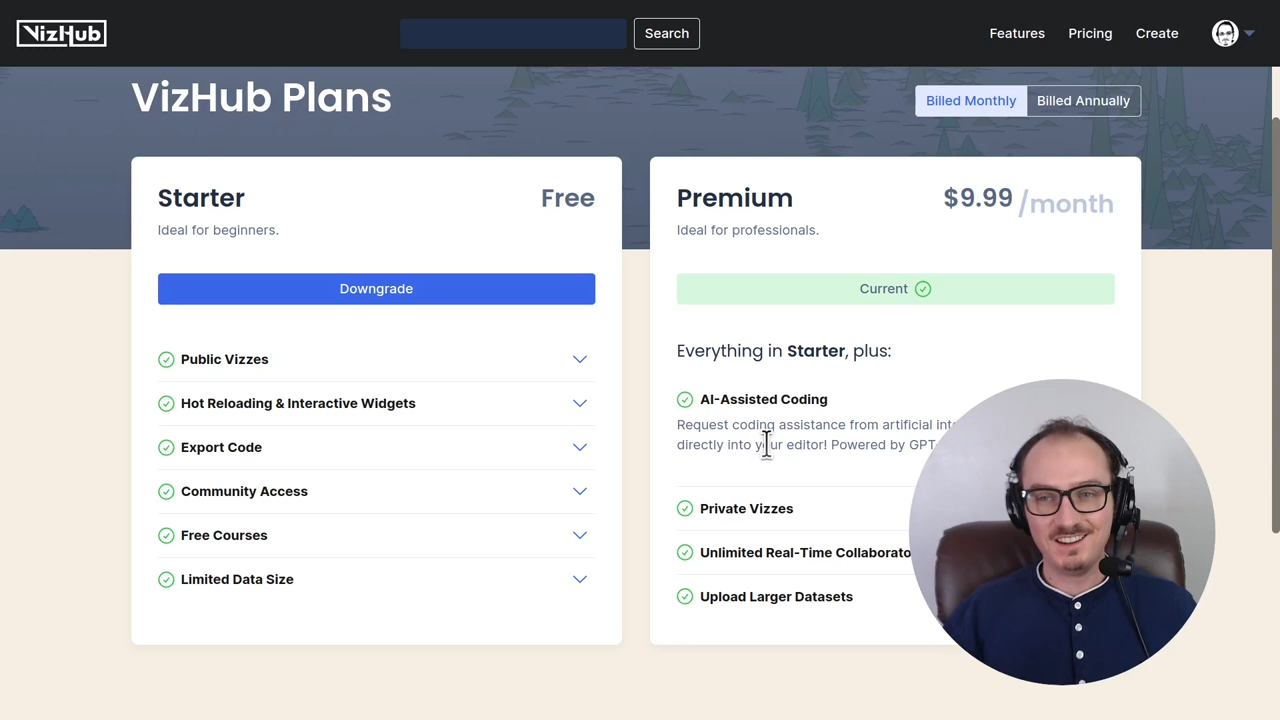 VizHub
Search
Features
Pricing
Create
VizHub Plans
Billed Monthly
Billed Annually
Starter
Free
Ideal for beginners.
Downgrade
Public Vizzes
Hot Reloading & Interactive Widgets
Export Code
Community Access
Free Courses
Limited Data Size
Premium
$9.99 /month
Ideal for professionals.
Current
Everything in Starter, plus:
AI-Assisted Coding
Request coding assistance from artificial
directly into your editor! Powered by GPT
Private Vizzes
Unlimited Real-Time
Upload Larger Datasets